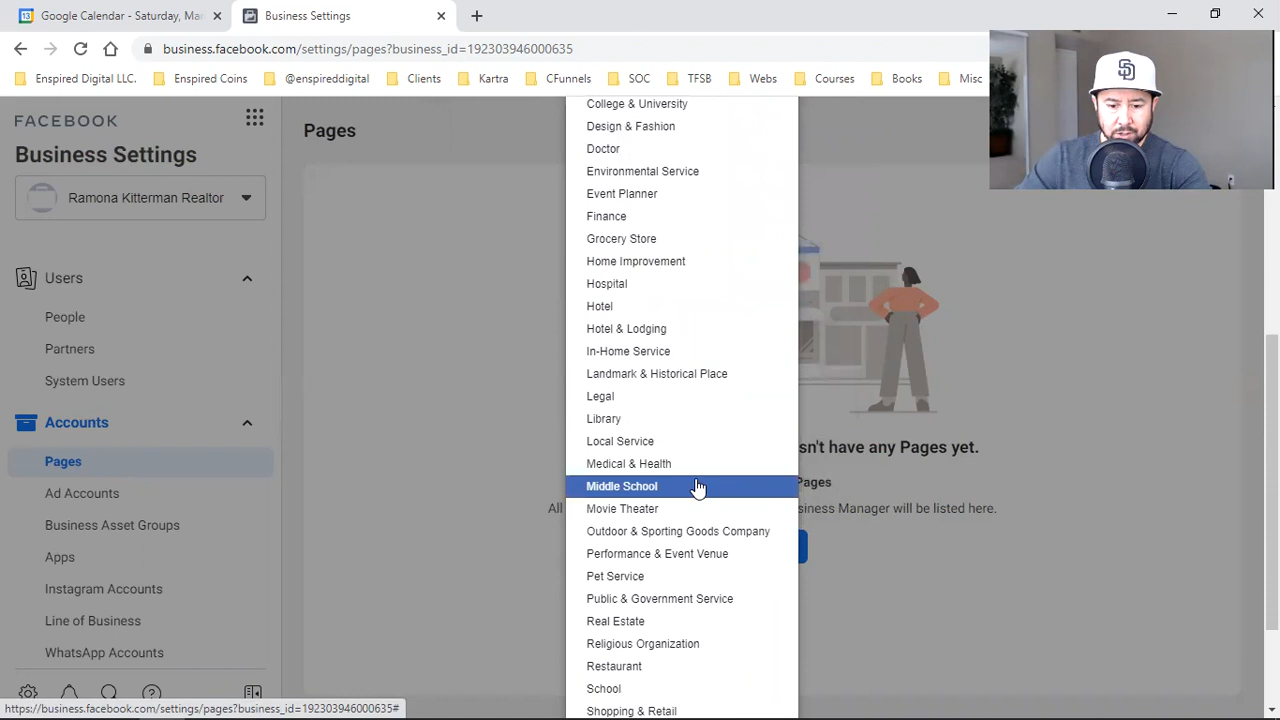 Google Calendar - Saturday, Mar
Business Settings
business.facebook.com/settings/pages?business_id=192303946000635
Enspired Digital LLC.
Enspired Coins
@enspireddigital
Clients
Kartra
CFunnels
SOC
TFSB
Webs
Courses
Books
Misc
FACEBOOK
Business Settings
Ramona Kitterman Realtor
Users
People
Partners
System Users
Accounts
Pages
Ad Accounts
Business Asset Groups
Apps
Instagram Accounts
Line of Business
WhatsApp Accounts
https://business.facebook.com/settings/pages?business_id=192303946000635#
Pages
College & University
Design & Fashion
Doctor
Environmental Service
Event Planner
Finance
Grocery Store
Home Improvement
Hospital
Hotel
Hotel & Lodging
In-Home Service
Landmark & Historical Place
Legal
Library
Local Service
Medical & Health
Middle School
Movie Theater
Outdoor & Sporting Goods Company
Performance & Event Venue
Pet Service
Public & Government Service
Real Estate
Religious Organization
Restaurant
School
Shopping & Retail
sn't have any Pages yet.
Pages
All
siness Manager will be listed here.
SD